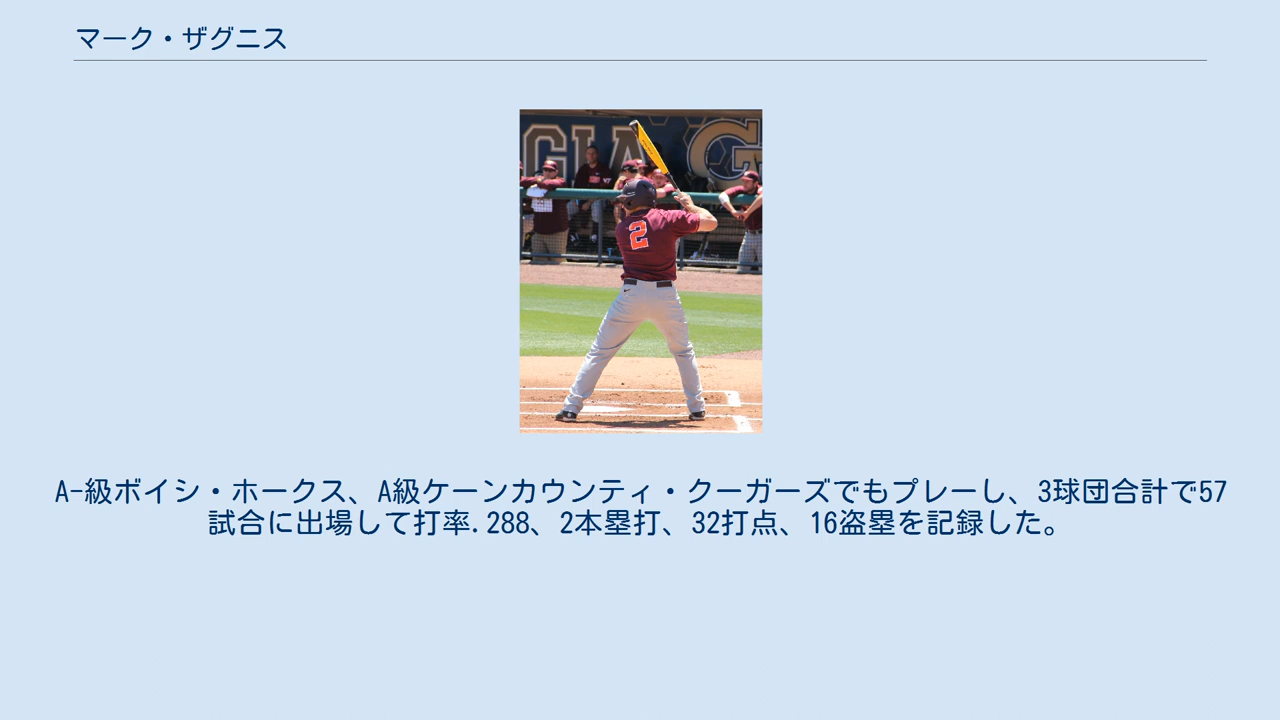 マーク・ザグニス
GIA
G
2
A-級ボイシ・ホークス、A級ケーンカウンティ・クーガーズでもプレーし、3球団合計で57
試合に出場して打率.288、2本塁打、32打点、16盗塁を記録した。